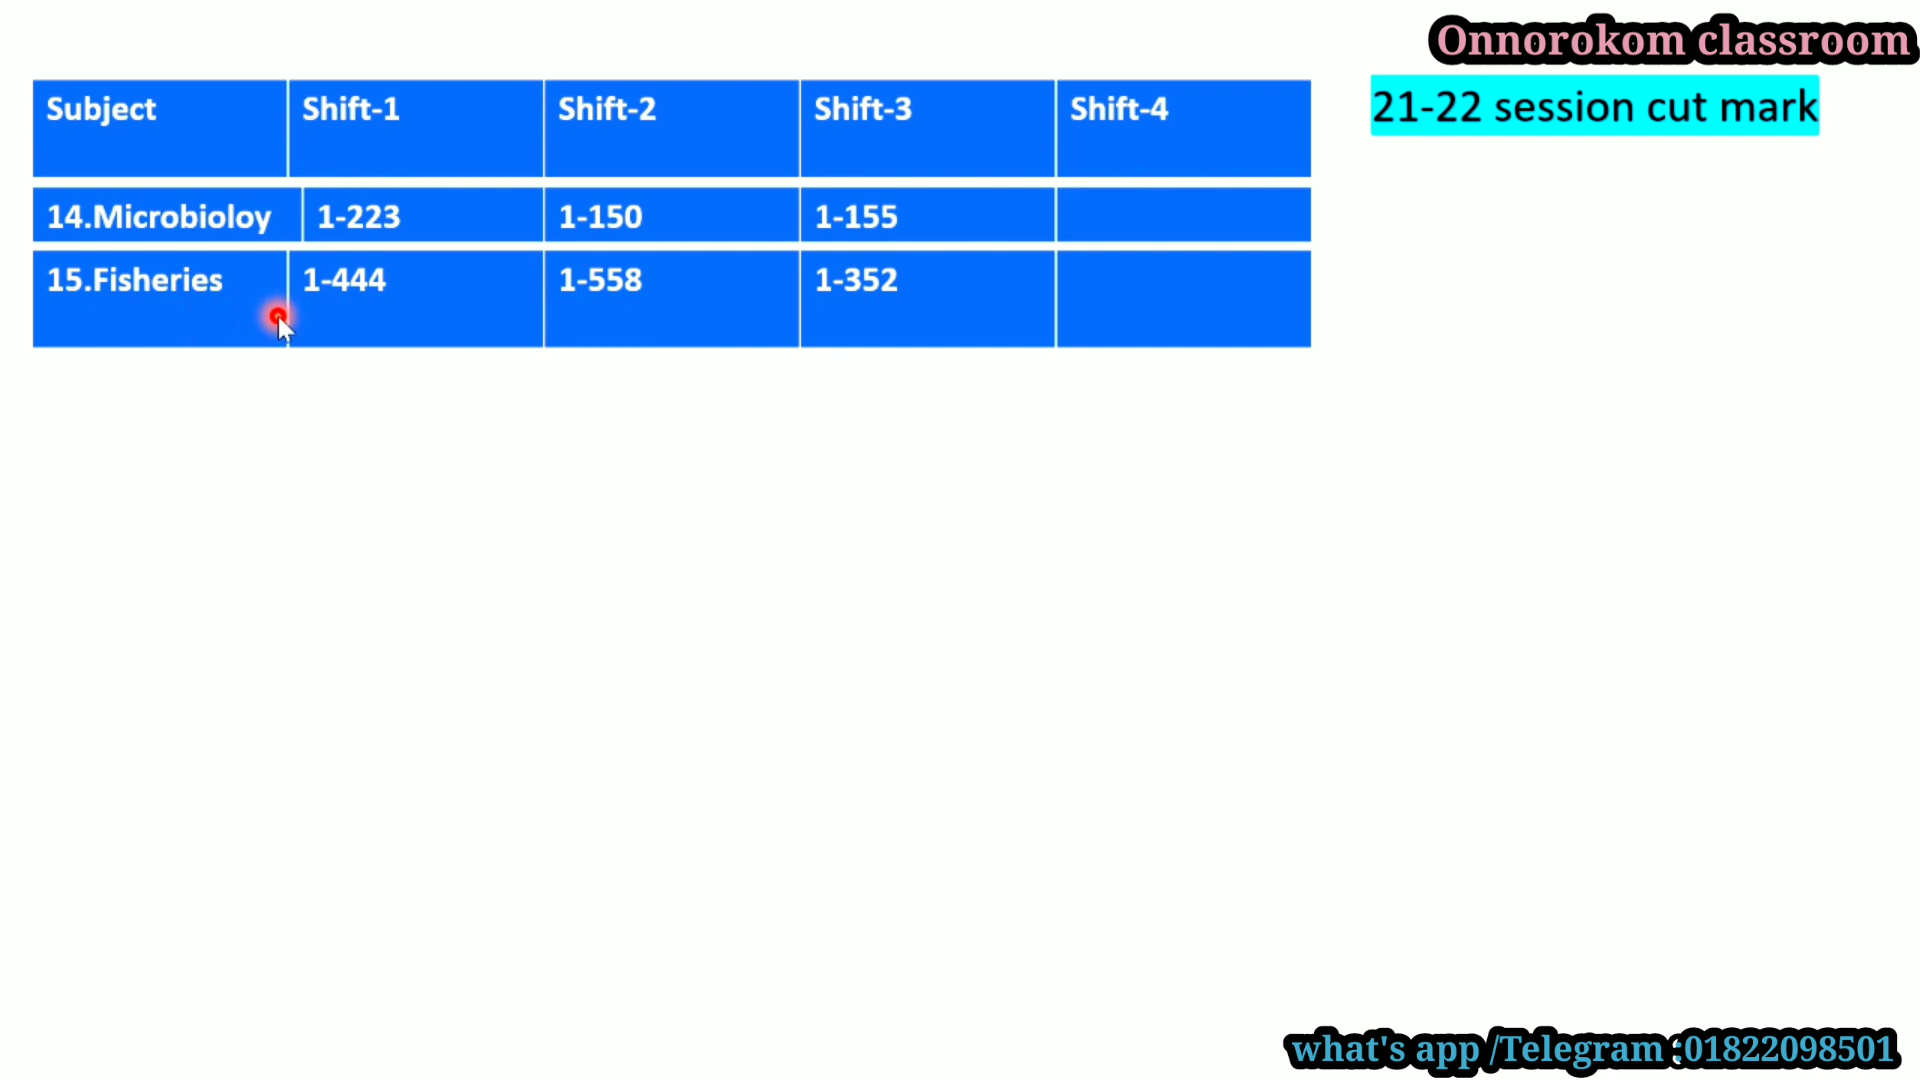 Onnorokom classroom
21-22 session cut mark
Subject Shift-1 Shift-2 Shift-3 Shift-4
14.Microbioloy 1-223 1-150 1-155
15.Fisheries 1-444 1-558 1-352
what's app /Telegram :01822098501